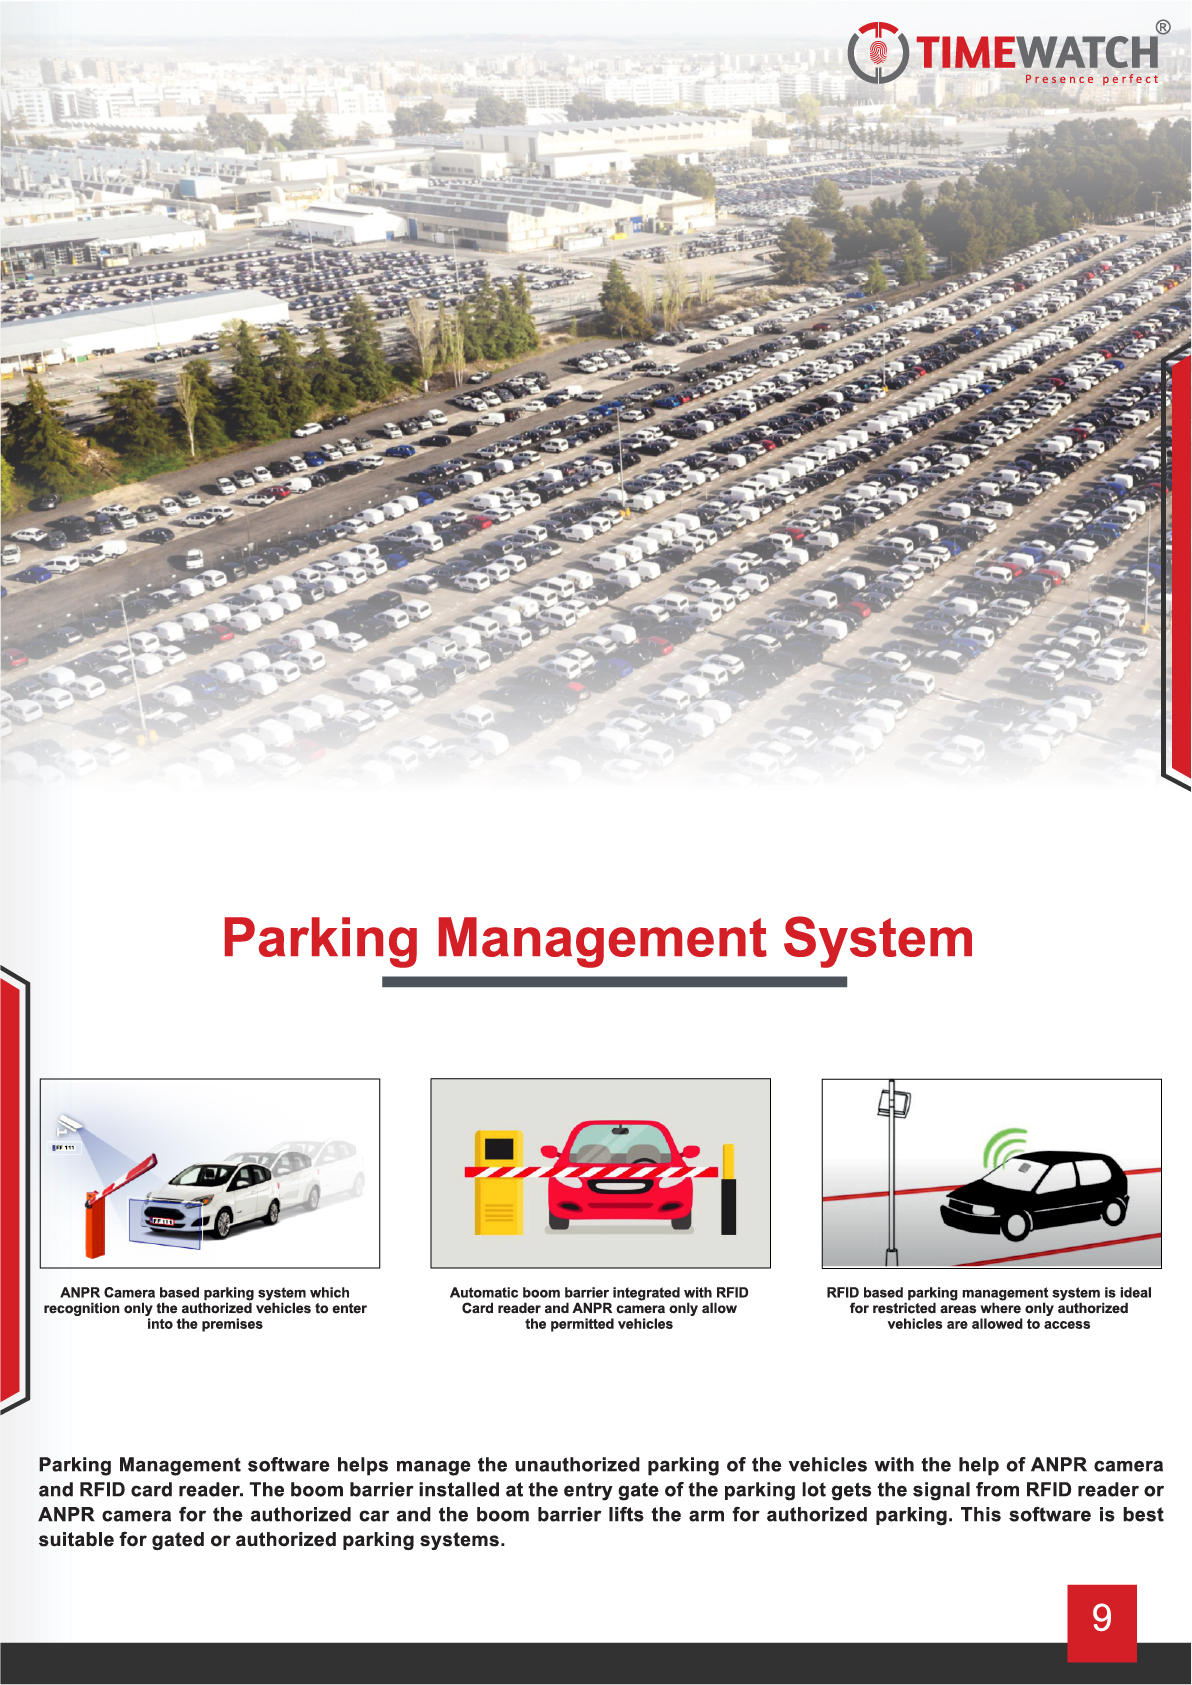 TIMEWATCH®
Presence perfect
Parking Management System
FF 111
FF 111
ANPR Camera based parking system which
recognition only the authorized vehicles to enter
into the premises
Automatic boom barrier integrated with RFID
Card reader and ANPR camera only allow
the permitted vehicles
RFID based parking management system is ideal
for restricted areas where only authorized
vehicles are allowed to access
Parking Management software helps manage the unauthorized parking of the vehicles with the help of ANPR camera
and RFID card reader. The boom barrier installed at the entry gate of the parking lot gets the signal from RFID reader or
ANPR camera for the authorized car and the boom barrier lifts the arm for authorized parking. This software is best
suitable for gated or authorized parking systems.
9